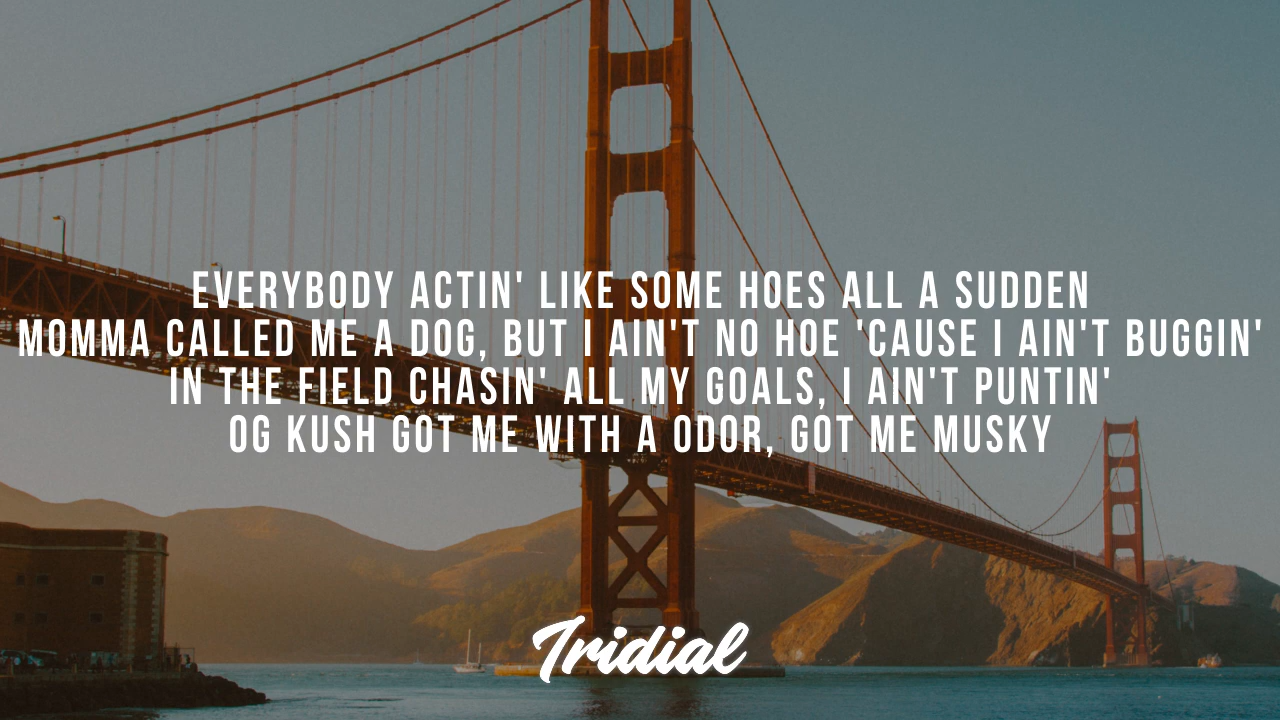 EVERYBODY ACTIN' LIKE SOME HOES ALL A SUDDEN
MOMMA CALLED ME A DOG, BUT I AIN'T NO HOE 'CAUSE I AIN'T BUGGIN'
IN THE FIELD CHASIN' ALL MY GOALS, I AIN'T PUNTIN'
OG KUSH GOT ME WITH A ODOR, GOT ME MUSKY
Iridial